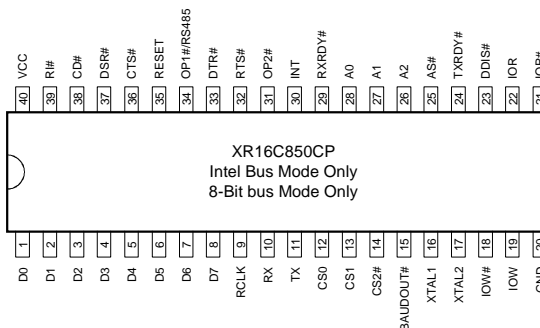 VCC
RI#
CD#
DSR#
CTS#
RESET
OP1#/RS485
DTR#
RTS#
OP2#
INT
RXRDY#
A0
A1
A2
AS#
TXRDY#
DDIS#
IOR
IOR#
40
39
38
37
36
35
34
33
32
31
30
29
28
27
26
25
24
23
22
21
XR16C850CP
Intel Bus Mode Only
8-Bit bus Mode Only
1
2
3
4
5
6
7
8
9
10
11
12
13
14
15
16
17
18
19
20
D0
D1
D2
D3
D4
D5
D6
D7
RCLK
RX
TX
CS0
CS1
CS2#
BAUDOUT#
XTAL1
XTAL2
IOW#
IOW
GND